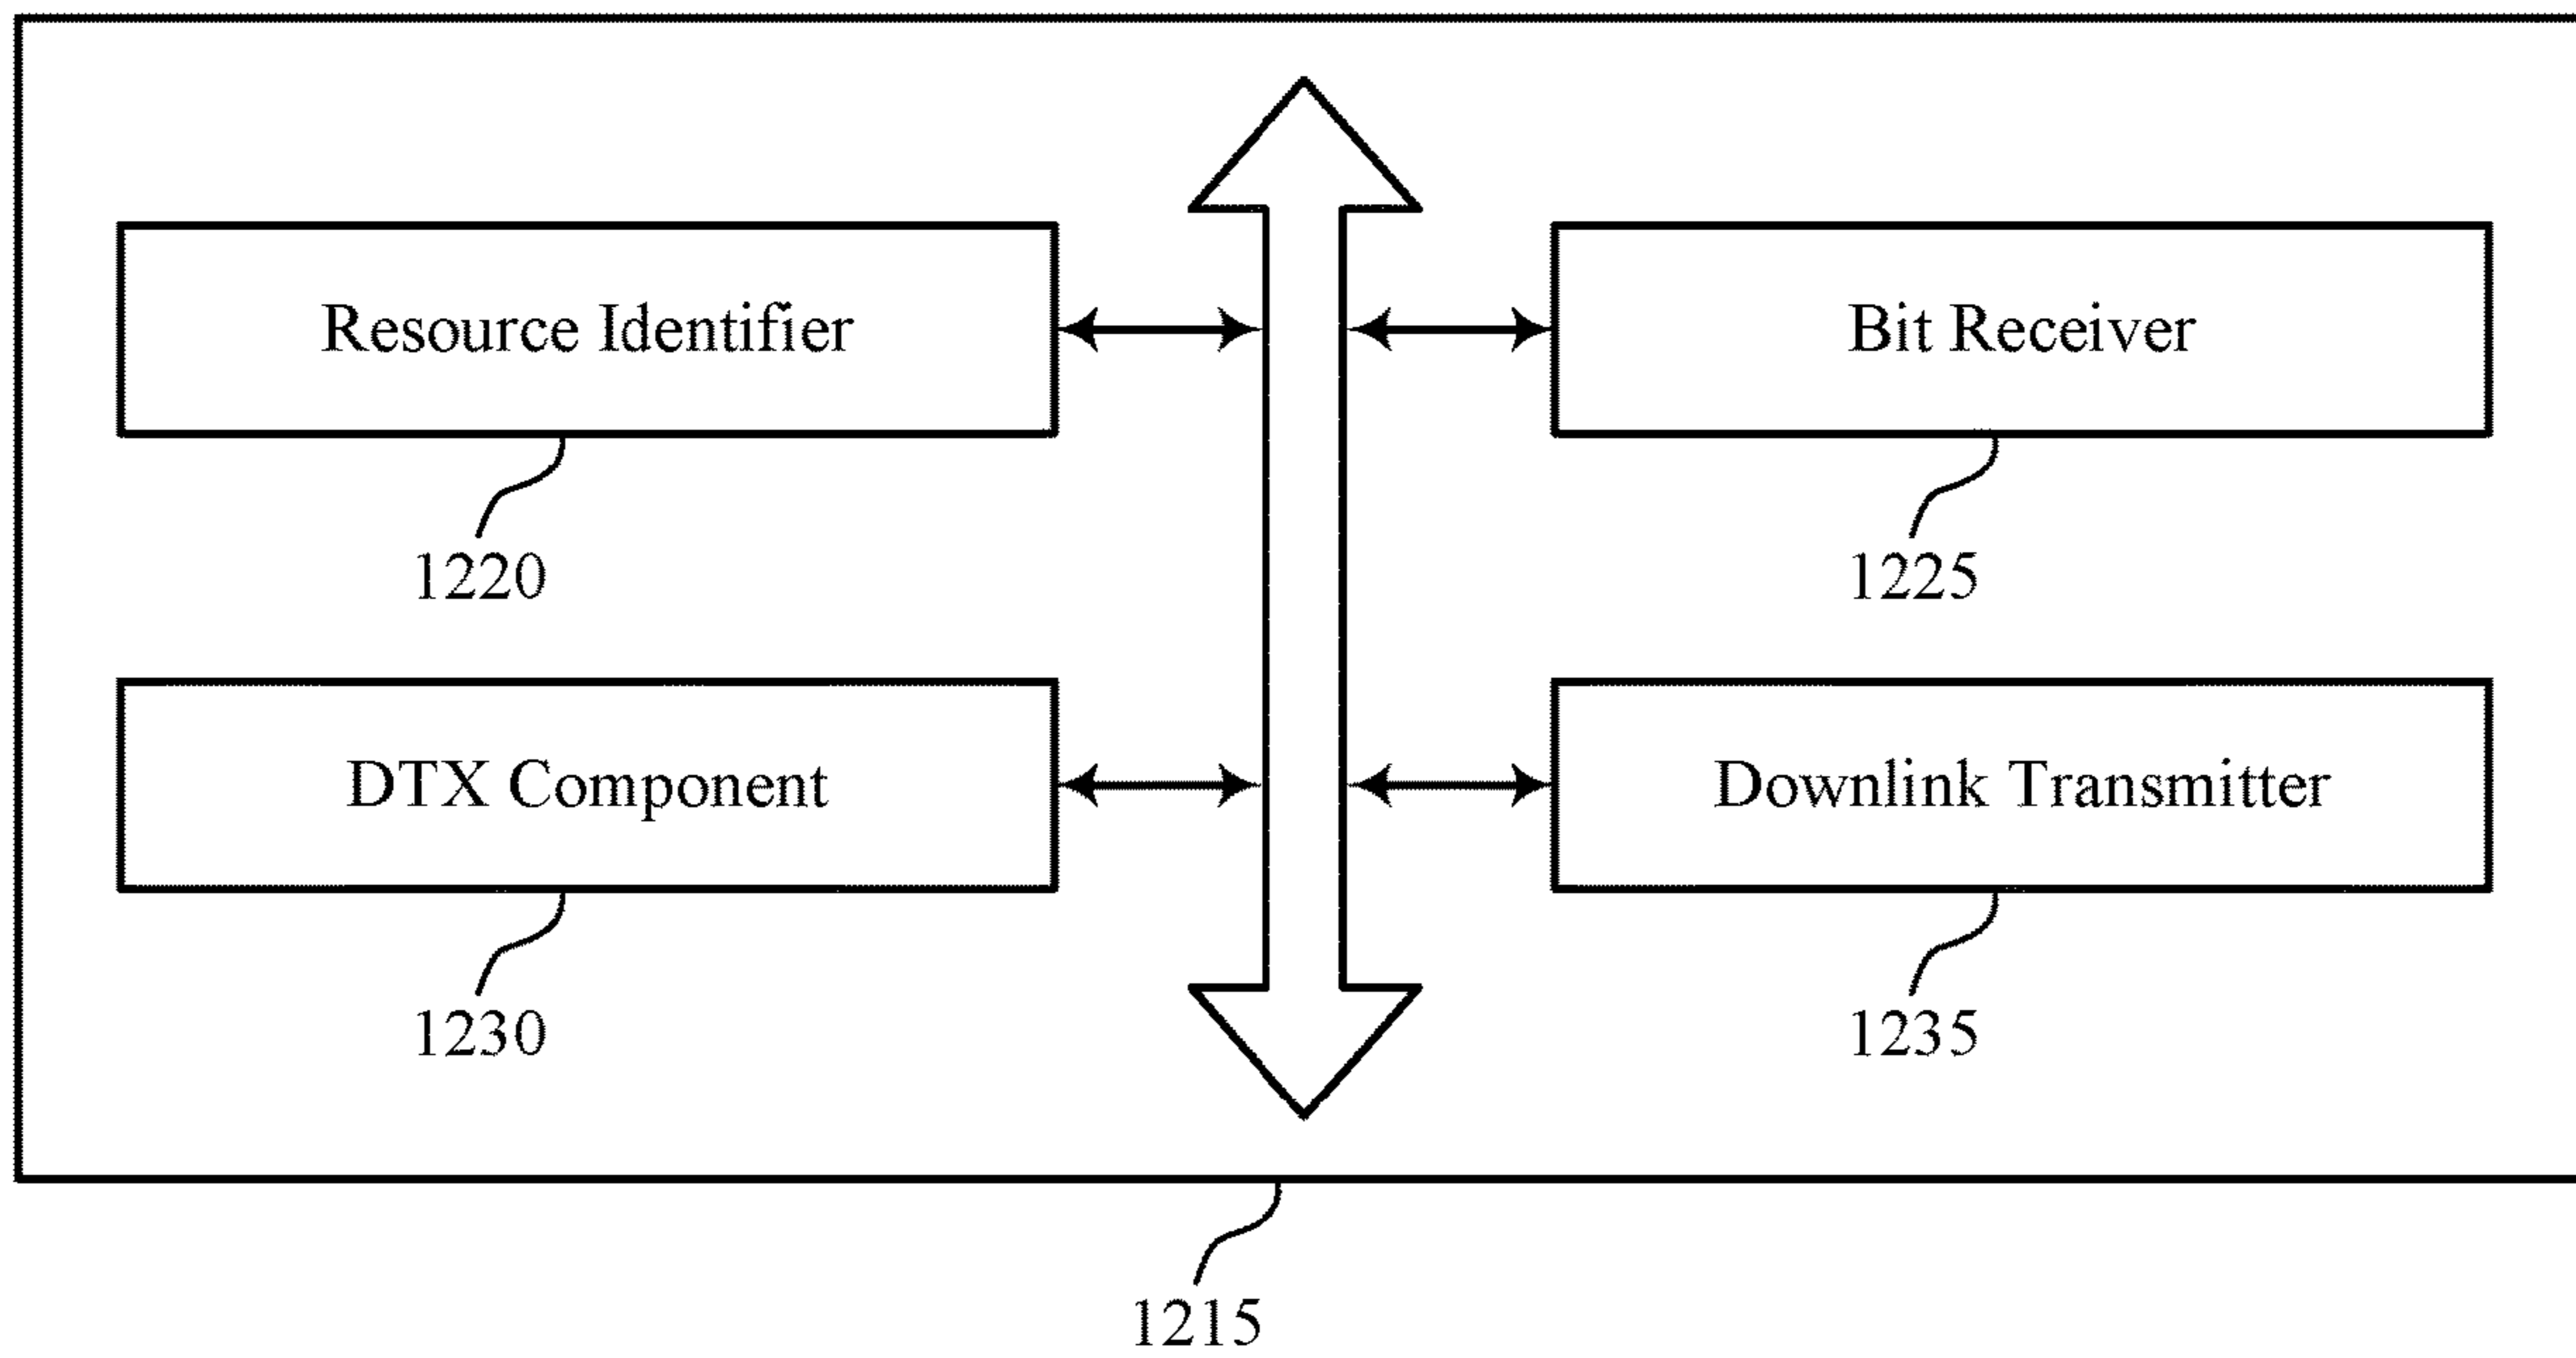 Resource Identifier
Bit Receiver
1220
1225
DTX Component
Downlink Transmitter
1230
1235
1215